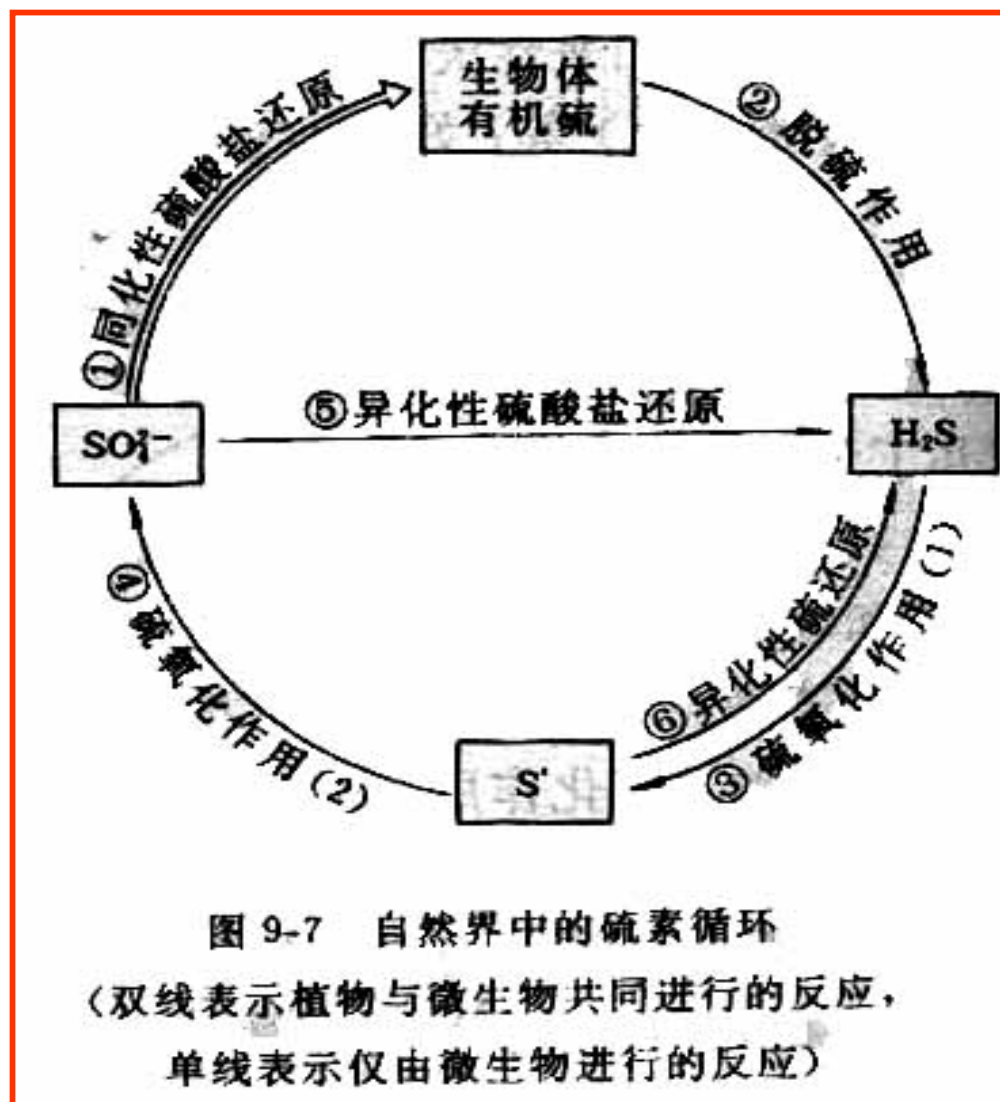 生物体
有机硫
①同化性硫酸盐还原
②脱硫作用
⑤异化性硫酸盐还原
SO₄²⁻
H₂S
④硫氧化作用(2)
⑥异化性硫还原
③硫氧化作用(1)
S°
图 9-7 自然界中的硫素循环
(双线表示植物与微生物共同进行的反应,
单线表示仅由微生物进行的反应)